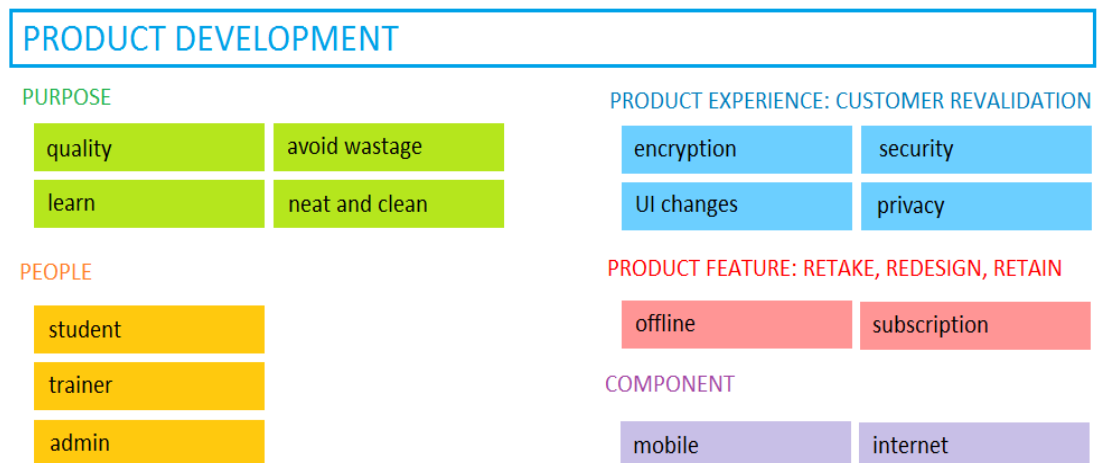 PRODUCT DEVELOPMENT
PURPOSE
quality
avoid wastage
learn
neat and clean
PEOPLE
student
trainer
admin
PRODUCT EXPERIENCE: CUSTOMER REVALIDATION
encryption
security
UI changes
privacy
PRODUCT FEATURE: RETAKE, REDESIGN, RETAIN
offline
subscription
COMPONENT
mobile
internet